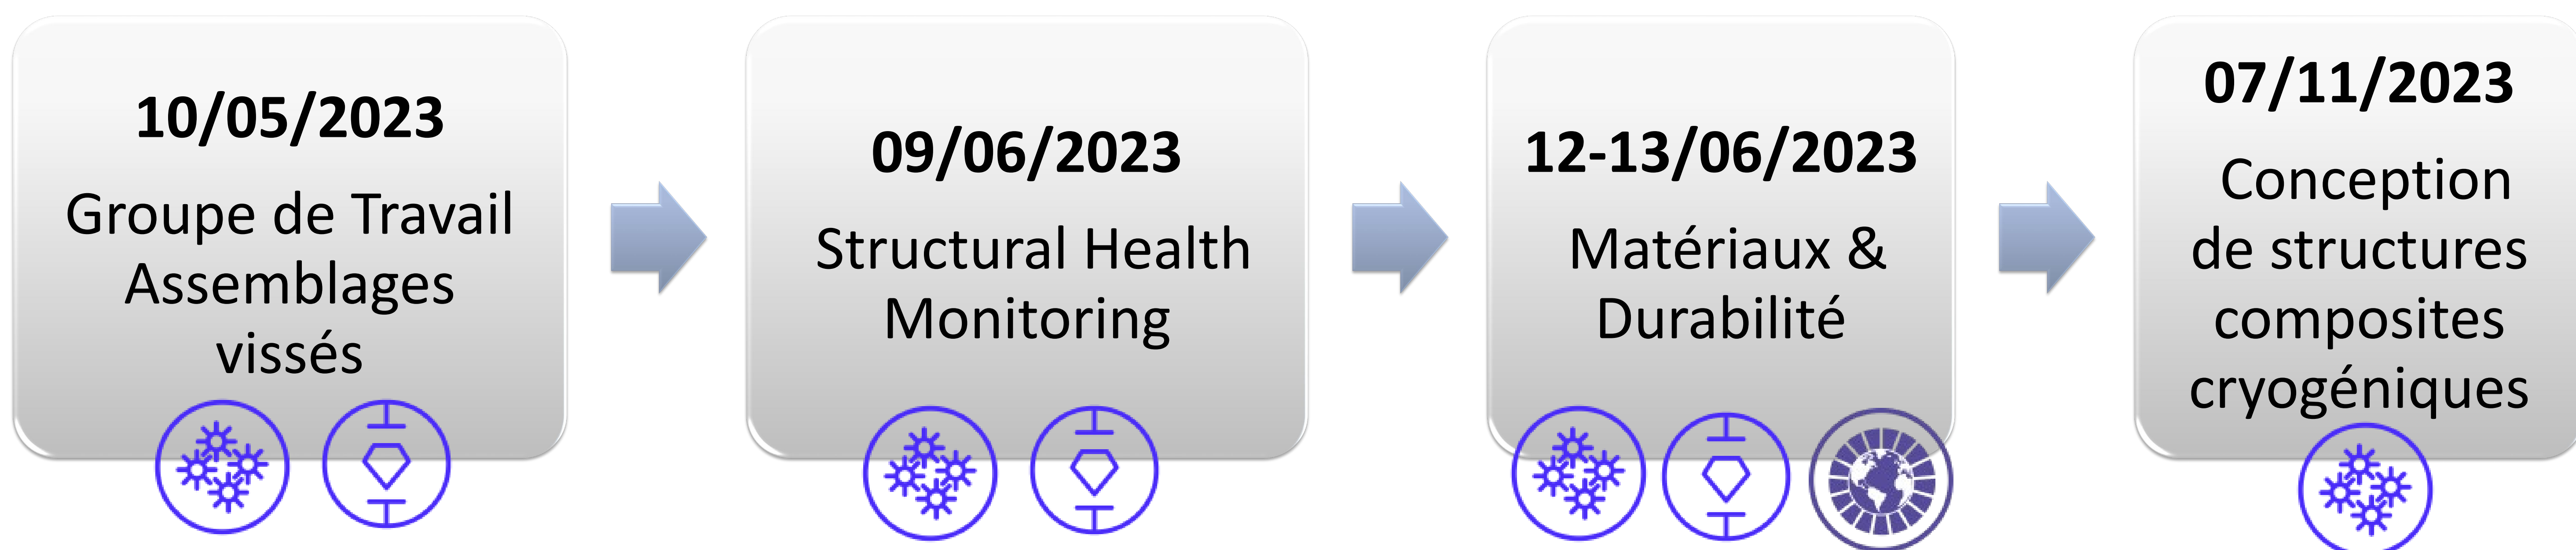 10/05/2023
Groupe de Travail
Assemblages
vissés
09/06/2023
Structural Health
Monitoring
12-13/06/2023
Matériaux &
Durabilité
07/11/2023
Conception
de structures
composites
cryogéniques